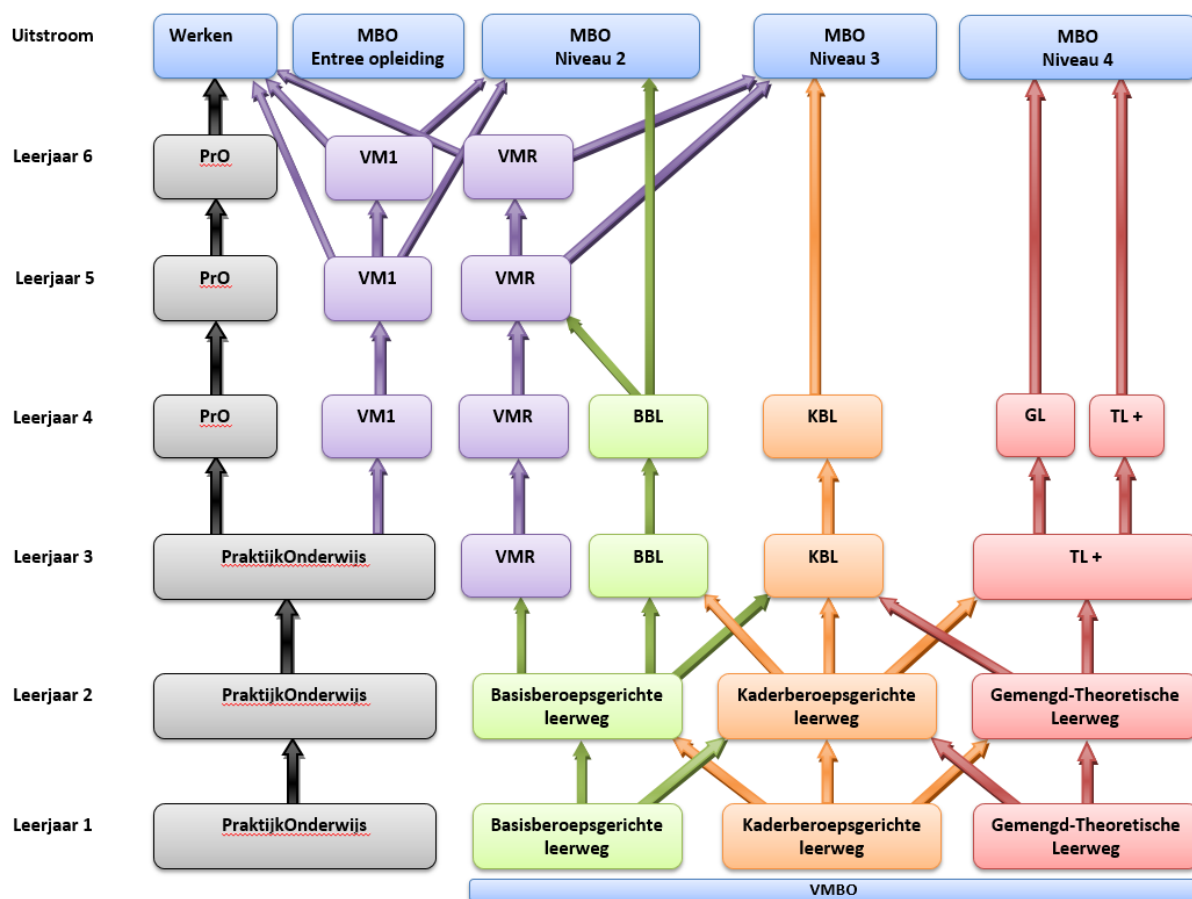 Uitstroom
Werken
MBO
Entree opleiding
MBO
Niveau 2
MBO
Niveau 3
MBO
Niveau 4
Leerjaar 6
PrO
VM1
VMR
Leerjaar 5
PrO
VM1
VMR
Leerjaar 4
PrO
VM1
VMR
BBL
KBL
GL
TL +
Leerjaar 3
PraktijkOnderwijs
VMR
BBL
KBL
TL +
Leerjaar 2
PraktijkOnderwijs
Basisberoepsgerichte
leerweg
Kaderberoepsgerichte
leerweg
Gemengd-Theoretische
Leerweg
Leerjaar 1
PraktijkOnderwijs
Basisberoepsgerichte
leerweg
Kaderberoepsgerichte
leerweg
Gemengd-Theoretische
Leerweg
VMBO